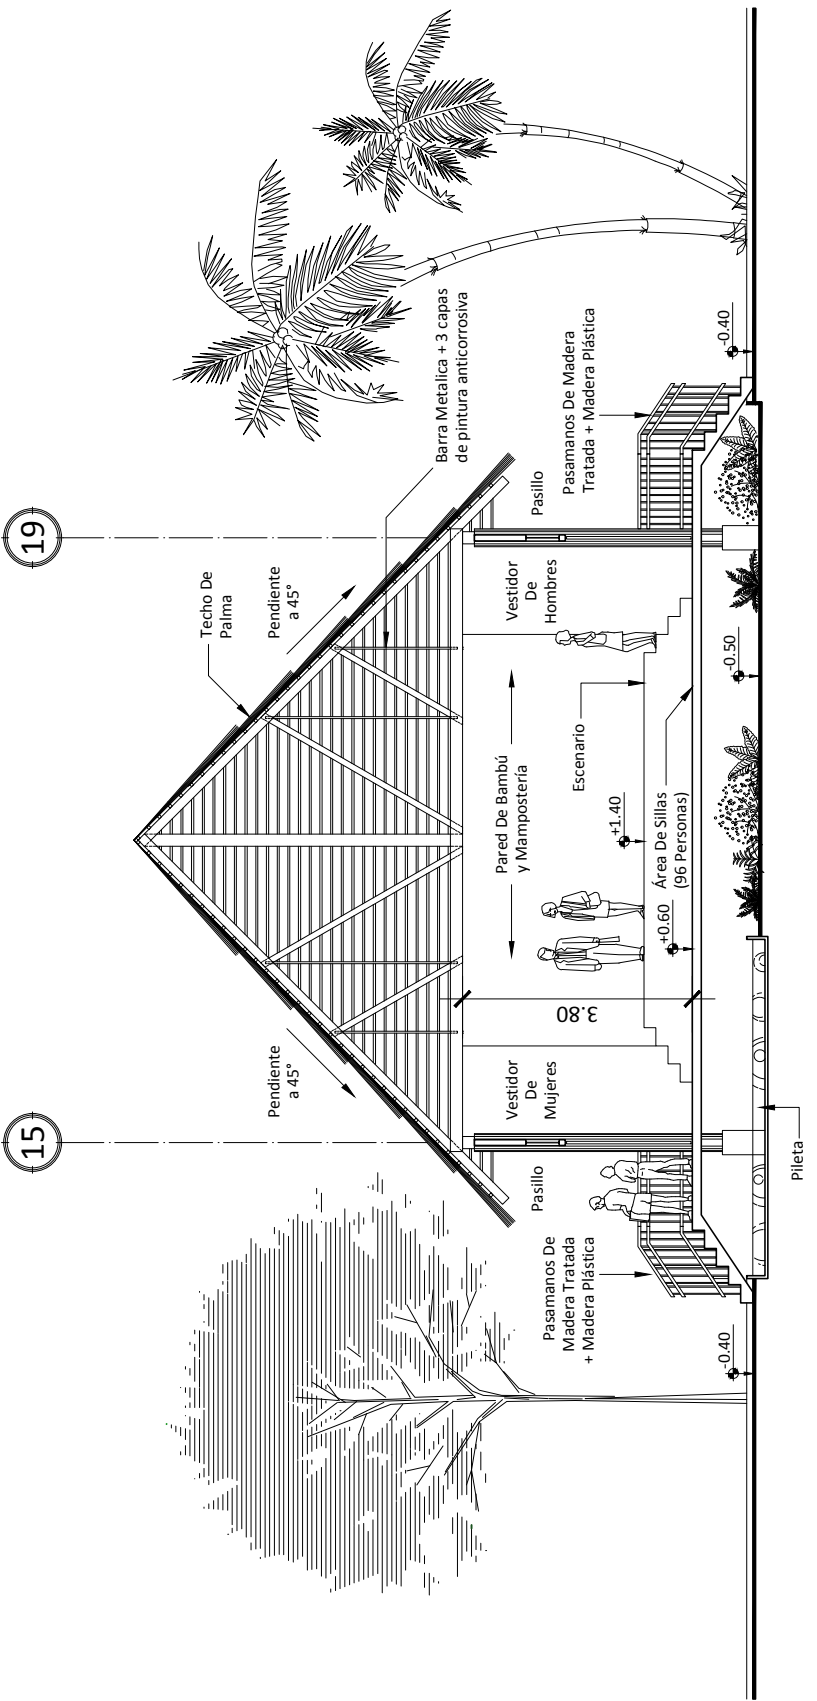 15
19
Techo De
Palma
Pendiente
a 45°
Pendiente
a 45°
Barra Metalica + 3 capas
de pintura anticorrosiva
Pared De Bambú
y Mampostería
Vestidor
De
Mujeres
Vestidor
De
Hombres
Pasillo
Pasillo
Pasamanos De
Madera Tratada
+ Madera Plástica
Pasamanos De Madera
Tratada + Madera Plástica
3.80
Escenario
+1.40
+0.60
Área De Sillas
(96 Personas)
-0.40
-0.50
-0.40
Pileta